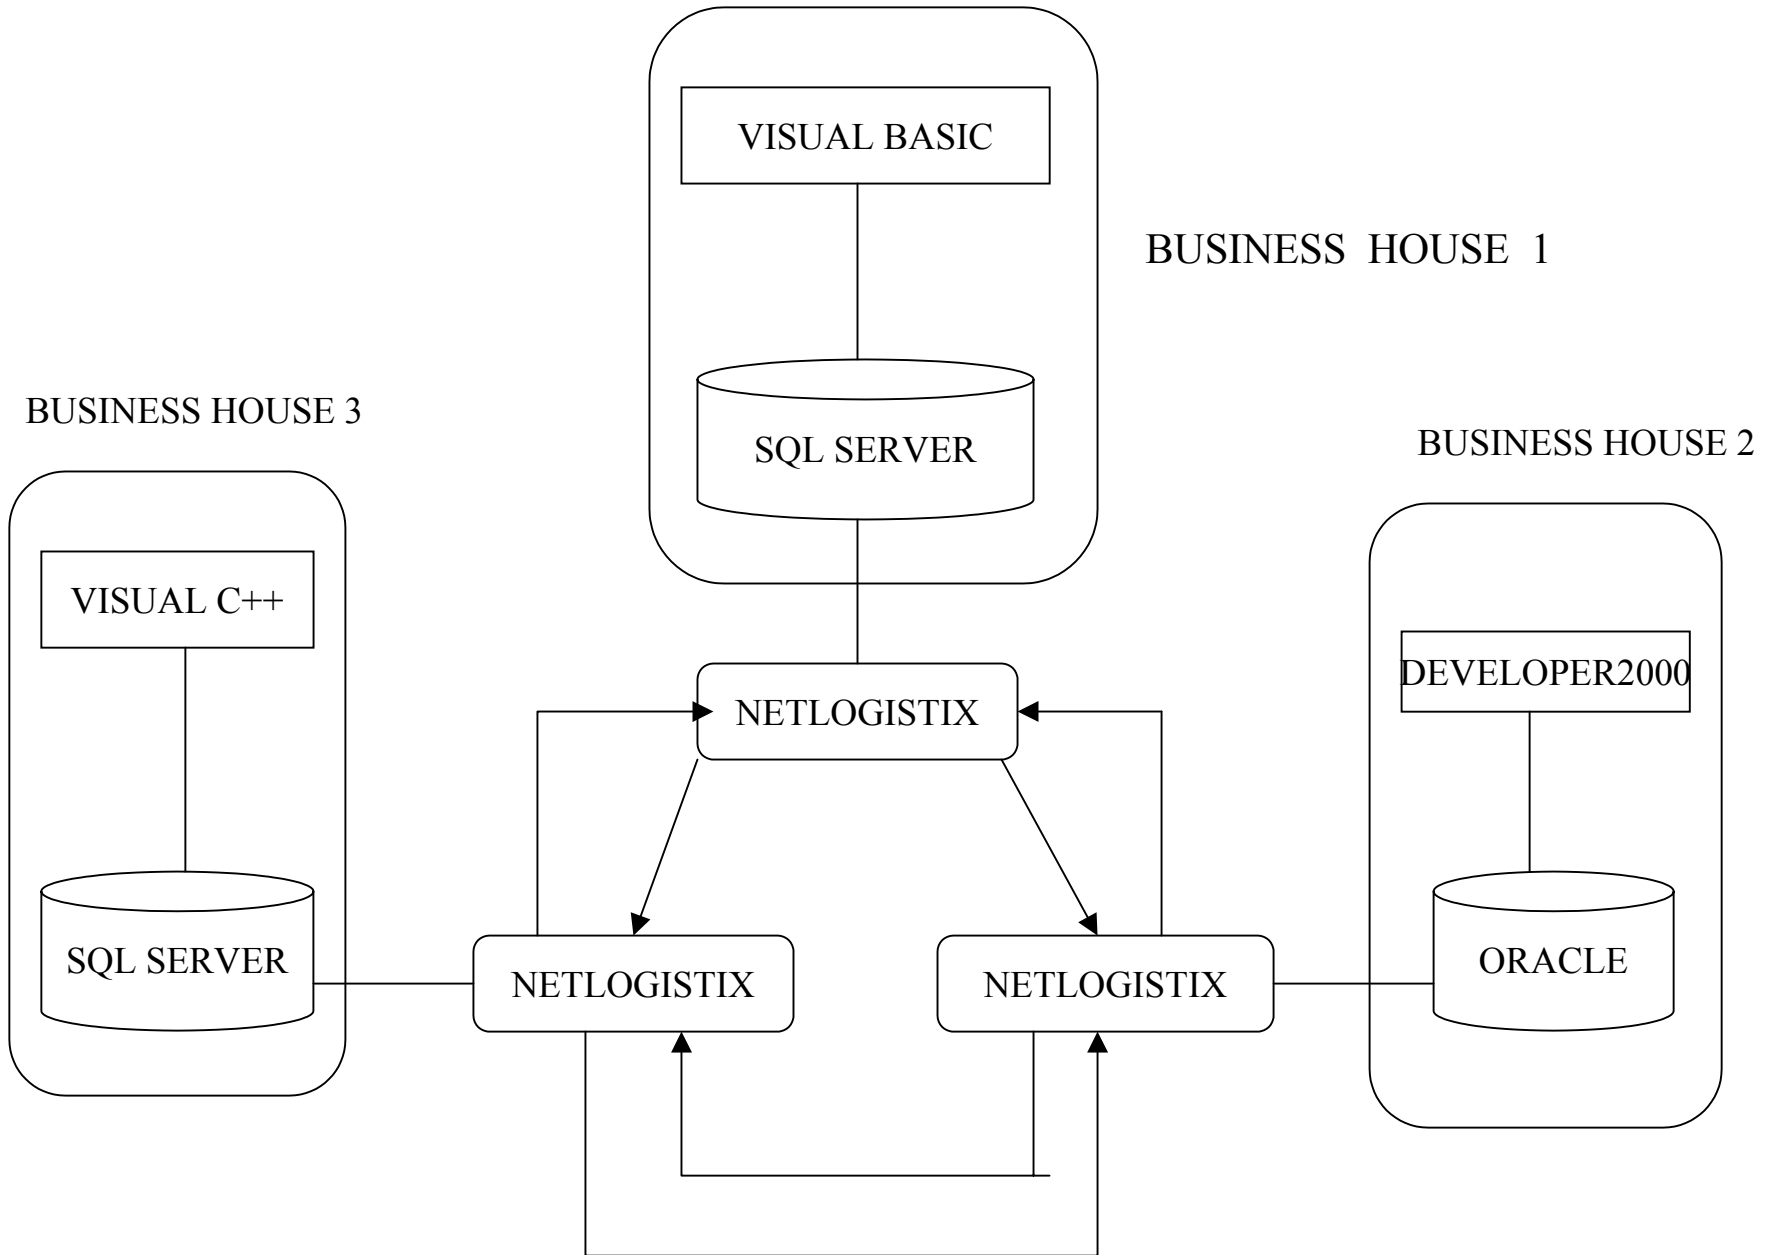 VISUAL BASIC
BUSINESS HOUSE 1
SQL SERVER
BUSINESS HOUSE 3
BUSINESS HOUSE 2
VISUAL C++
DEVELOPER2000
NETLOGISTIX
SQL SERVER
NETLOGISTIX
NETLOGISTIX
ORACLE